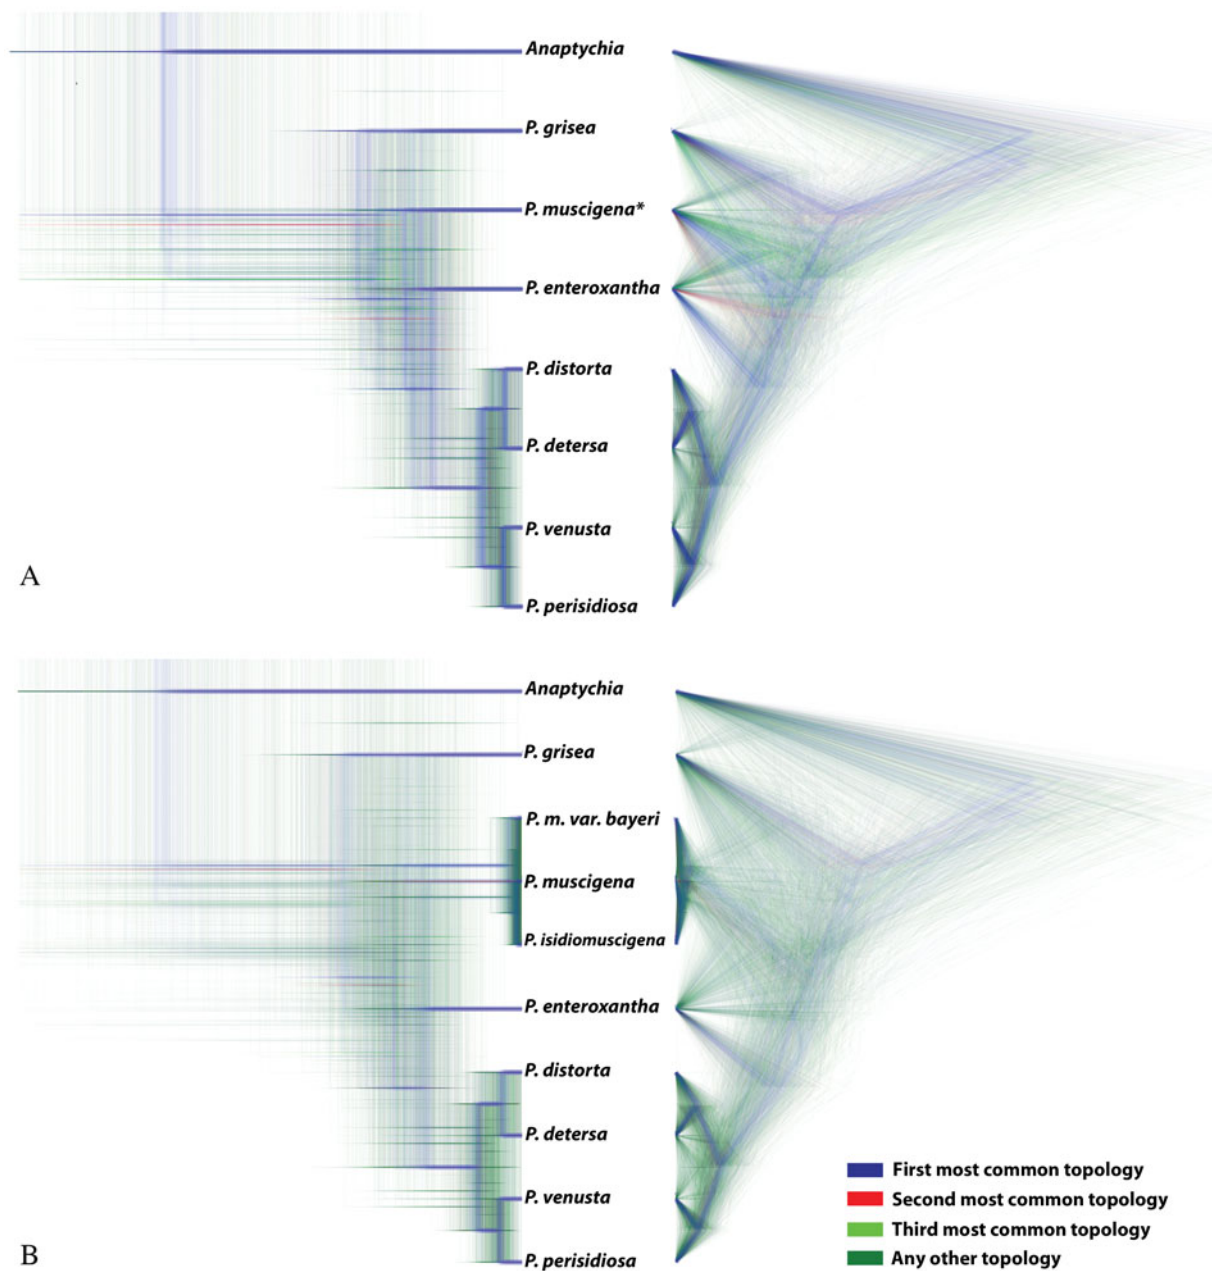 A
Anaptychia
P. grisea
P. muscigena*
P. enteroxantha
P. distorta
P. detersa
P. venusta
P. perisidiosa
B
Anaptychia
P. grisea
P. m. var. bayeri
P. muscigena
P. isidiomuscigena
P. enteroxantha
P. distorta
P. detersa
P. venusta
P. perisidiosa
First most common topology
Second most common topology
Third most common topology
Any other topology